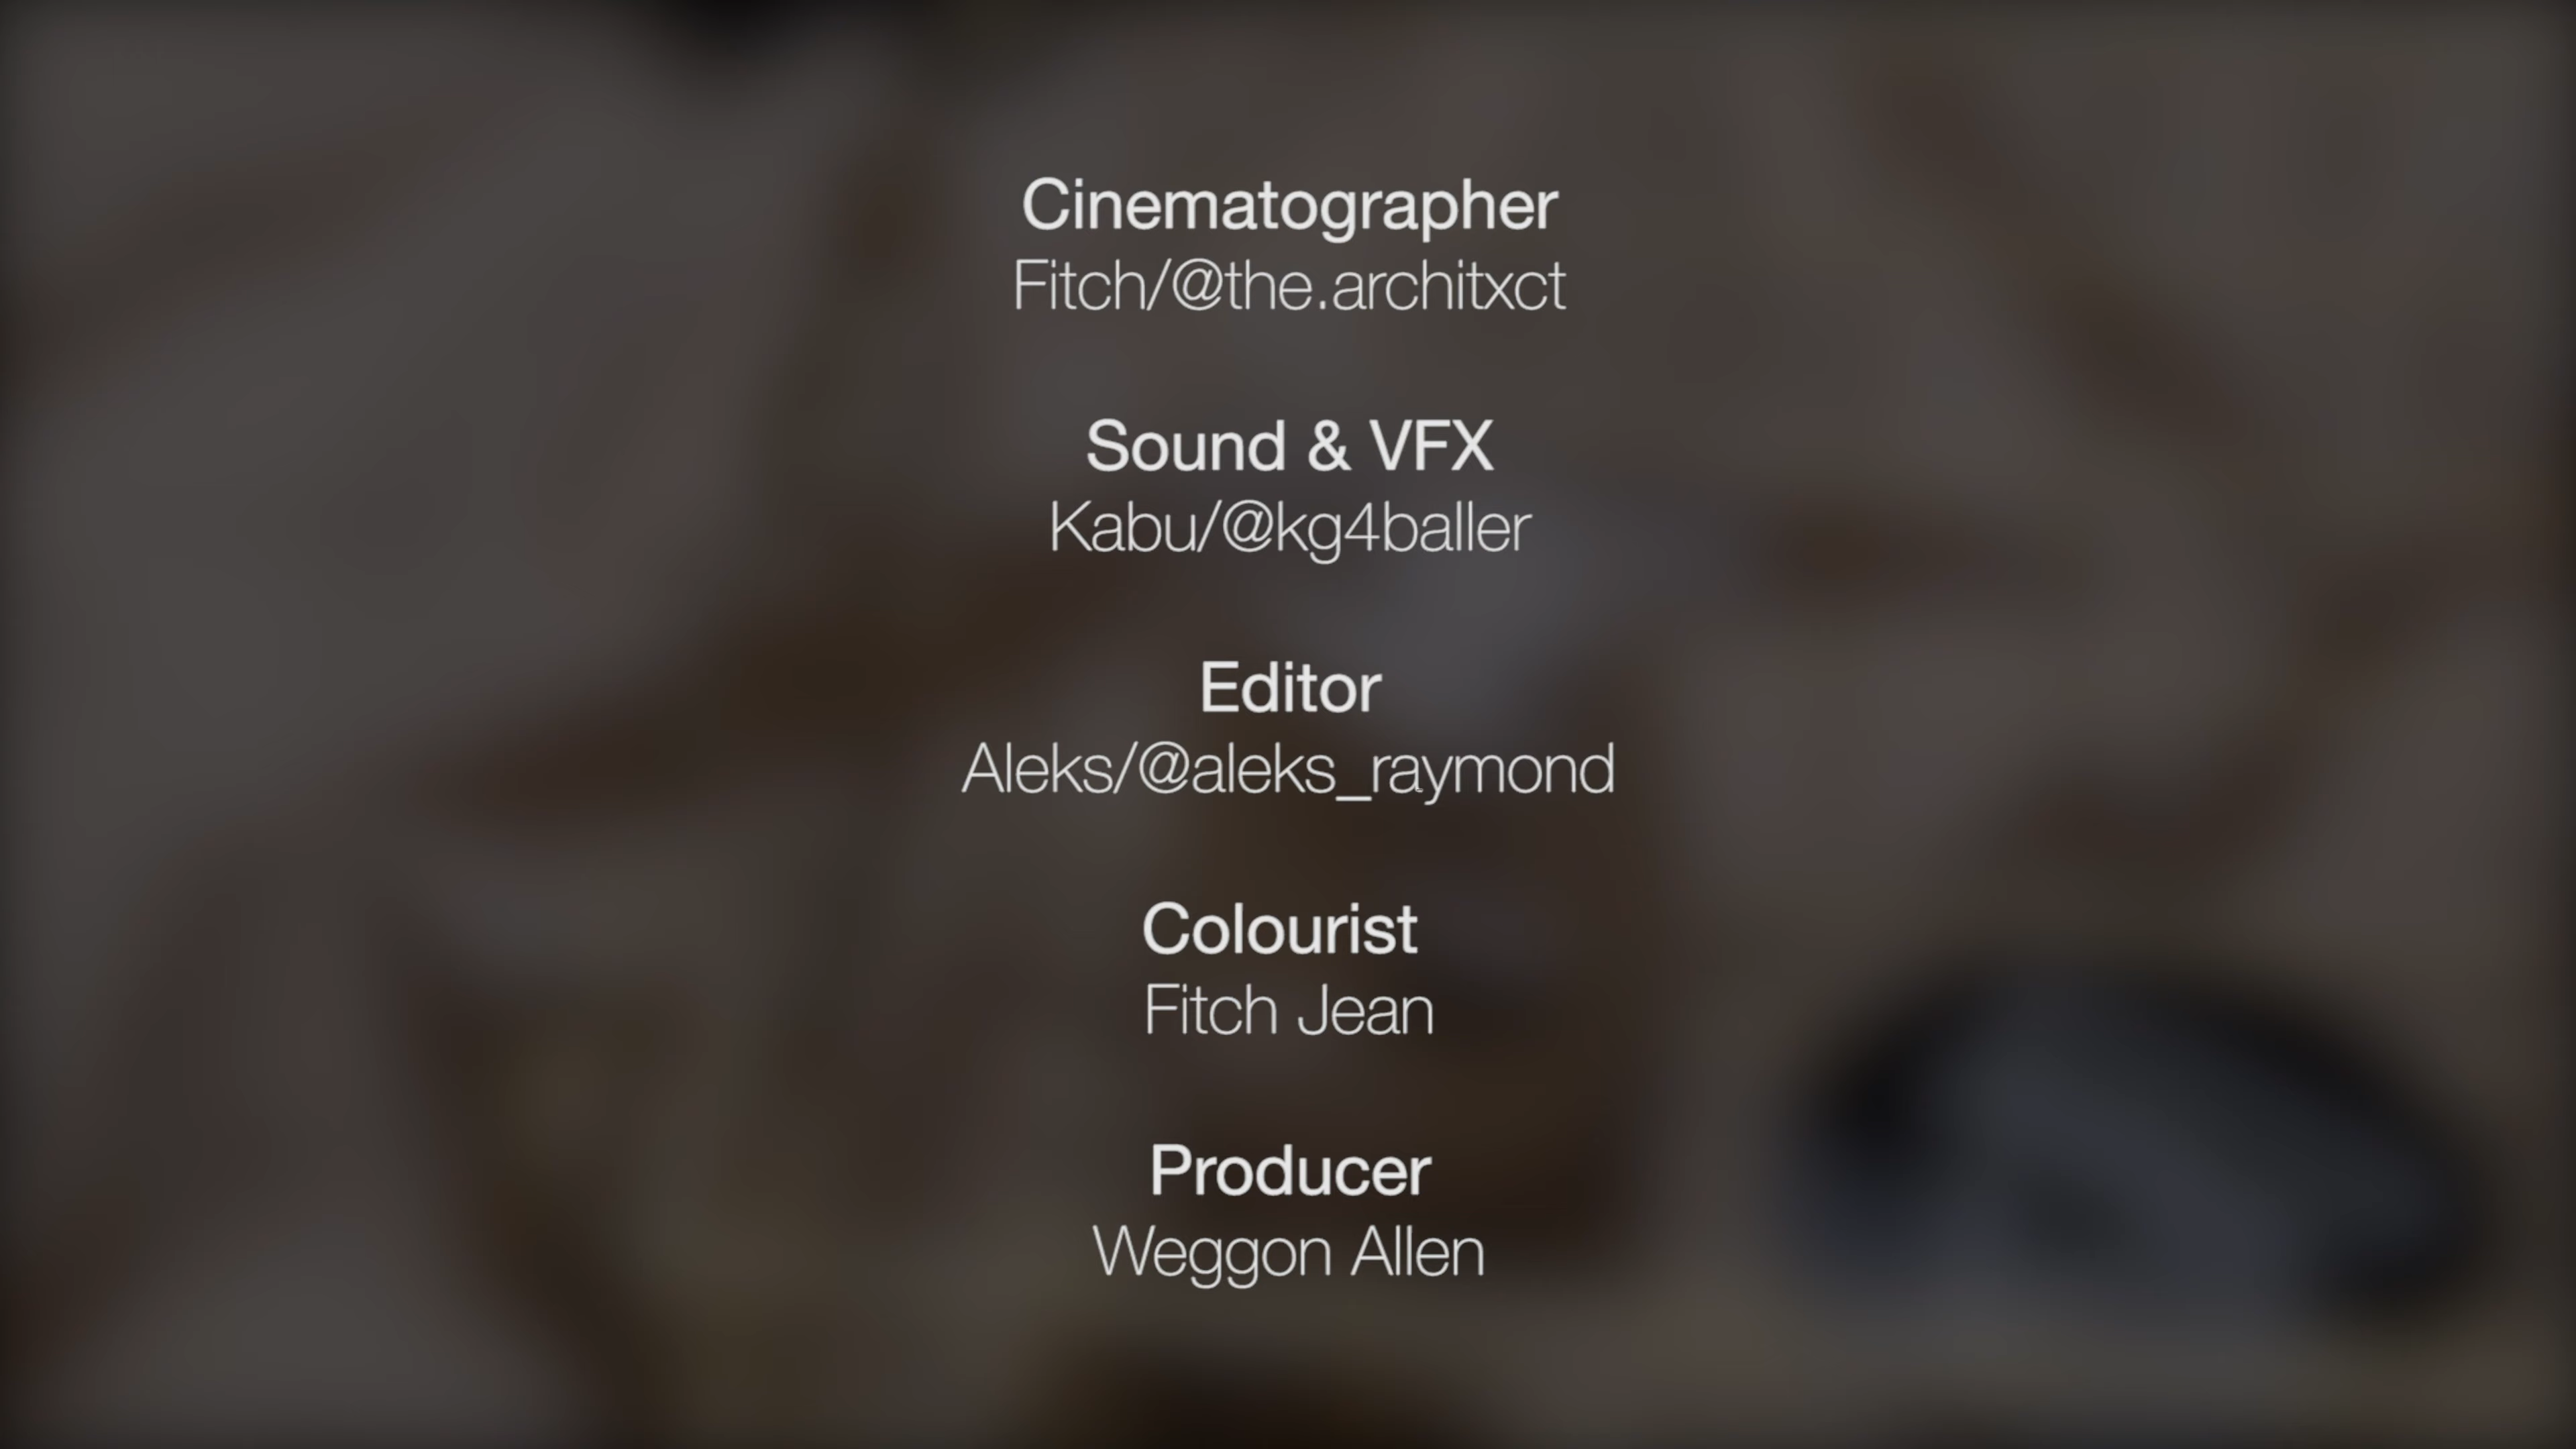 Cinematographer
Fitch/@the.architxct
Sound & VFX
Kabu/@kg4baller
Editor
Aleks/@aleks_raymond
Colourist
Fitch Jean
Producer
Weggon Allen